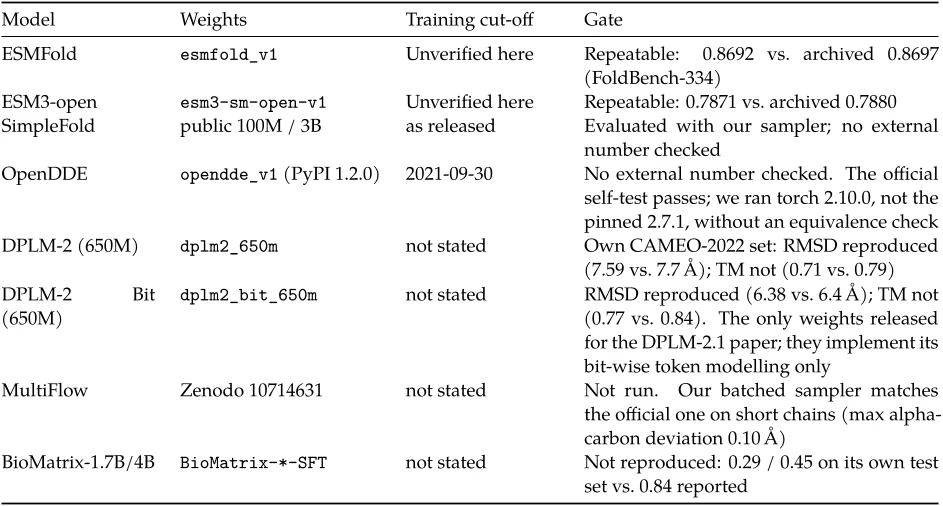 Model Weights Training cut-off Gate
ESMFold esmfold_v1 Unverified here Repeatable: 0.8692 vs. archived 0.8697
(FoldBench-334)
ESM3-open esm3-sm-open-v1 Unverified here Repeatable: 0.7871 vs. archived 0.7880
SimpleFold public 100M / 3B as released Evaluated with our sampler; no external
number checked
OpenDDE opendde_v1 (PyPI 1.2.0) 2021-09-30 No external number checked. The official
self-test passes; we ran torch 2.10.0, not the
pinned 2.7.1, without an equivalence check
DPLM-2 (650M) dplm2_650m not stated Own CAMEO-2022 set: RMSD reproduced
(7.59 vs. 7.7 Å); TM not (0.71 vs. 0.79)
DPLM-2 Bit dplm2_bit_650m not stated RMSD reproduced (6.38 vs. 6.4 Å); TM not
(650M) (0.77 vs. 0.84). The only weights released
for the DPLM-2.1 paper; they implement its
bit-wise token modelling only
MultiFlow Zenodo 10714631 not stated Not run. Our batched sampler matches
the official one on short chains (max alpha-
carbon deviation 0.10 Å)
BioMatrix-1.7B/4B BioMatrix-*-SFT not stated Not reproduced: 0.29 / 0.45 on its own test
set vs. 0.84 reported